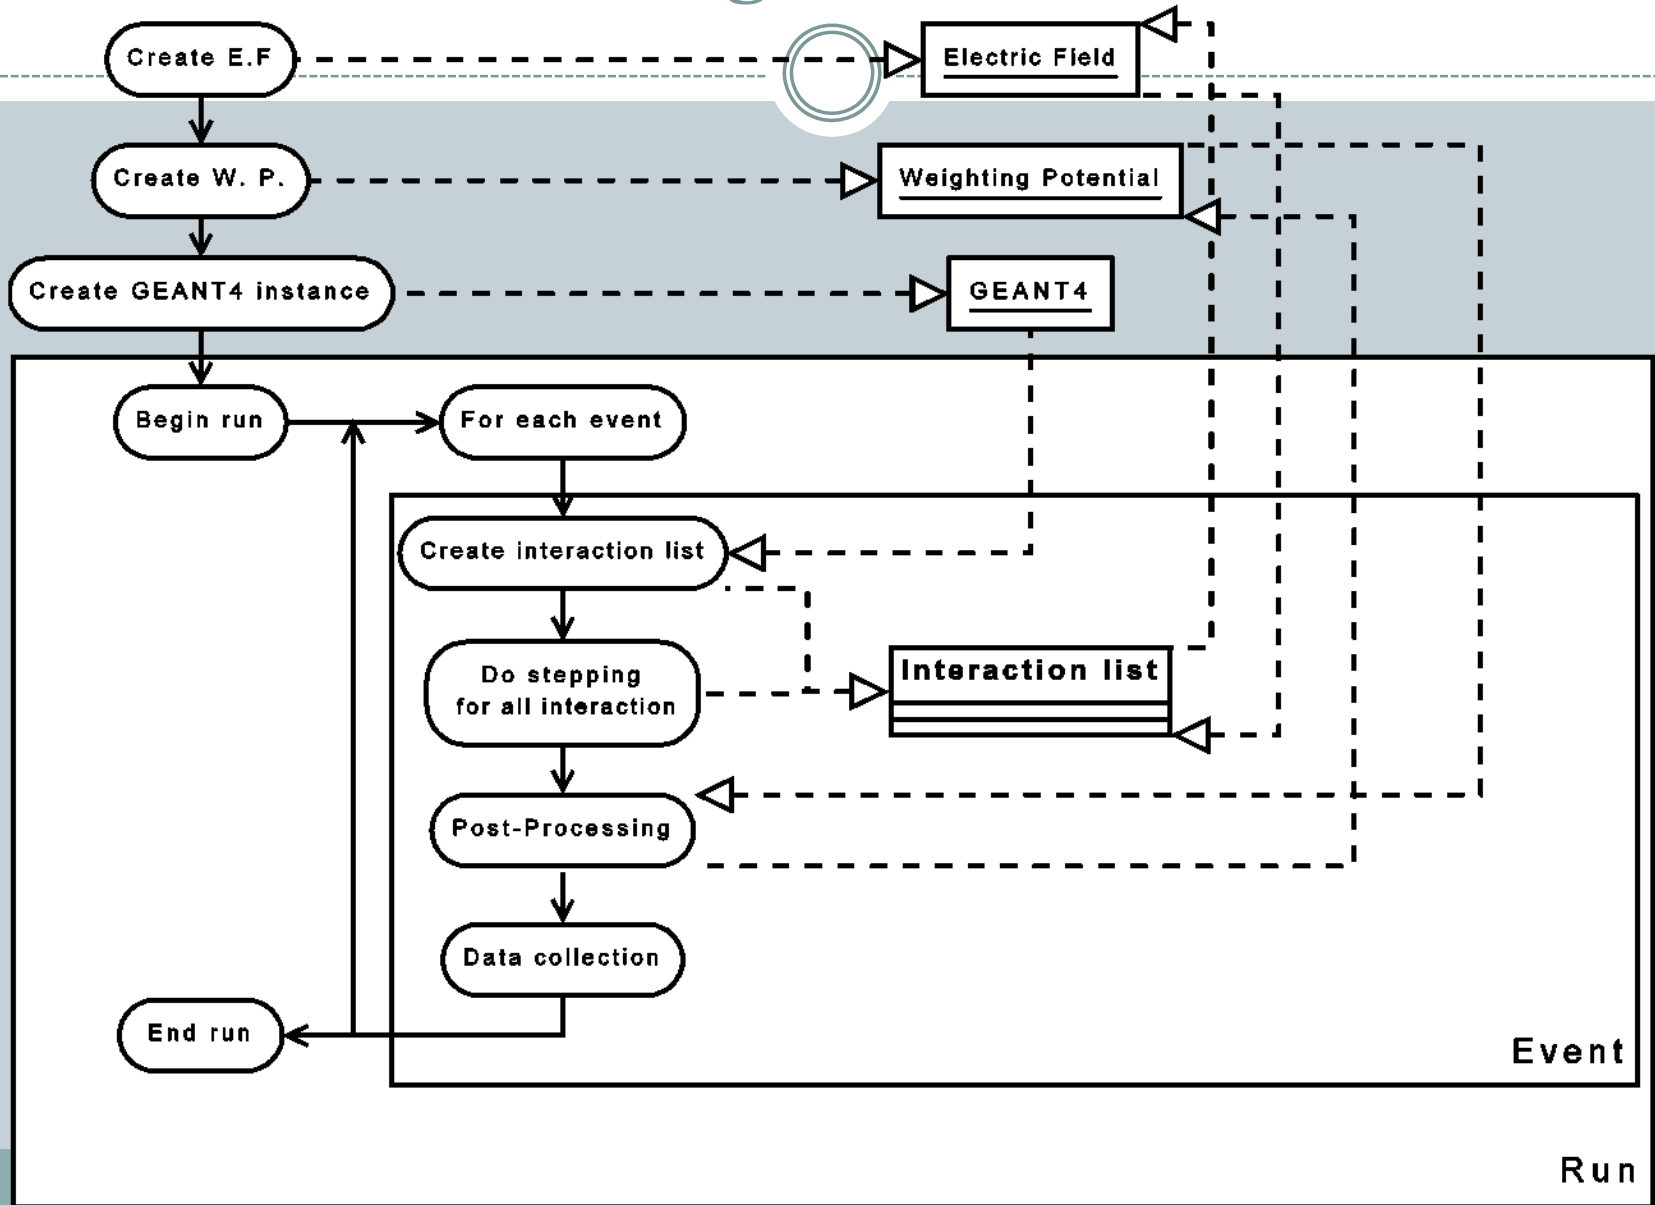 Create E.F
Electric Field
Create W. P.
Weighting Potential
Create GEANT4 instance
GEANT4
Begin run
For each event
Create interaction list
Do stepping
for all interaction
Interaction list
Post-Processing
Data collection
End run
Event
Run